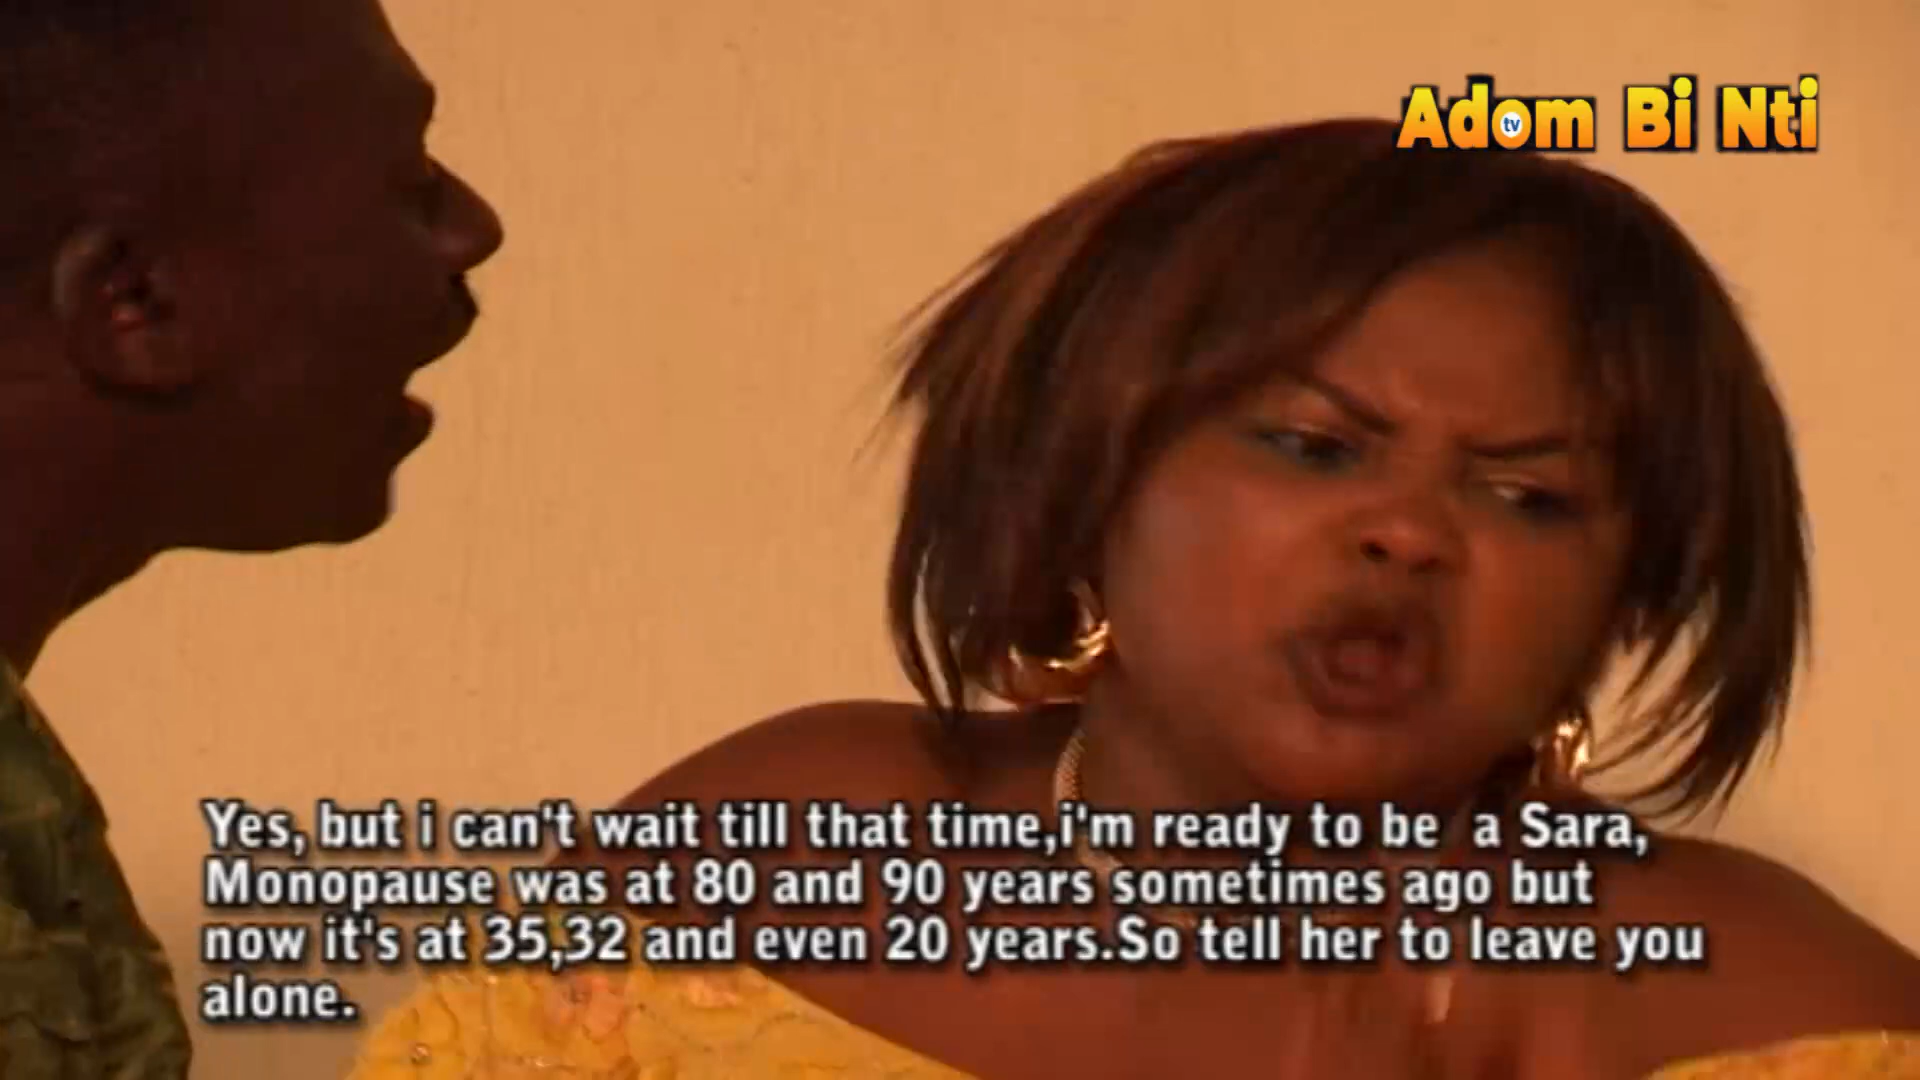 Adom Bi Nti
tv
Yes, but i can't wait till that time,i'm ready to be a Sara,
Monopause was at 80 and 90 years sometimes ago but
now it's at 35,32 and even 20 years.So tell her to leave you
alone.